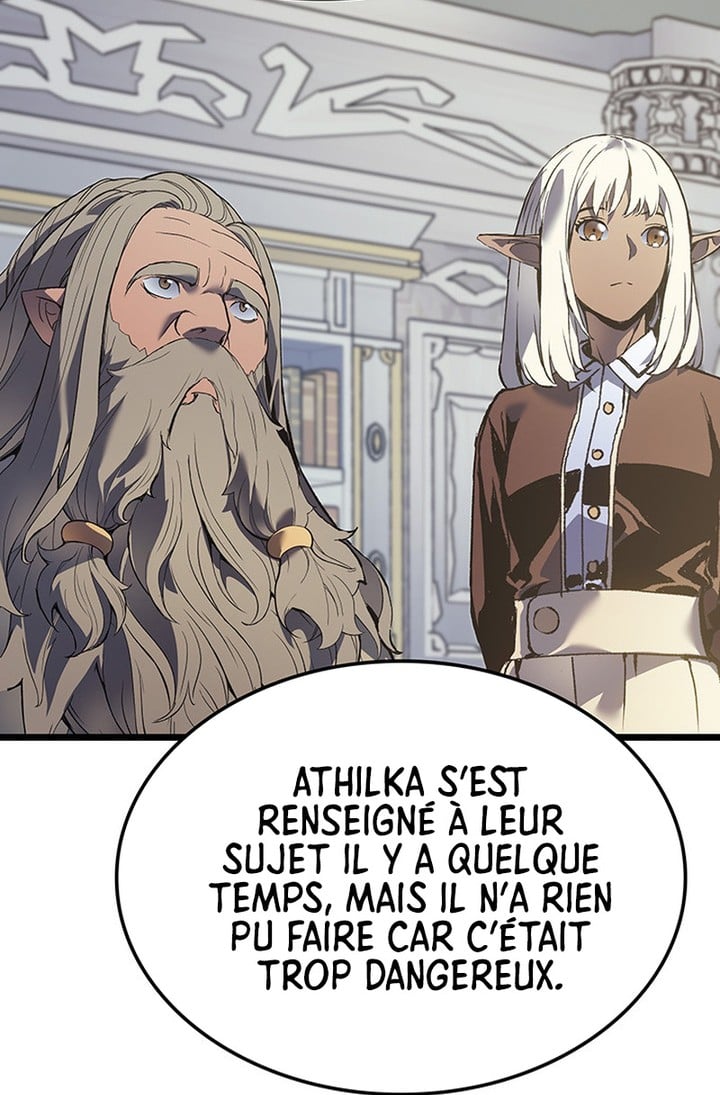 ATHILKA S'EST
RENSEIGNÉ À LEUR
SUJET IL Y A QUELQUE
TEMPS, MAIS IL N'A RIEN
PU FAIRE CAR C'ÉTAIT
TROP DANGEREUX.